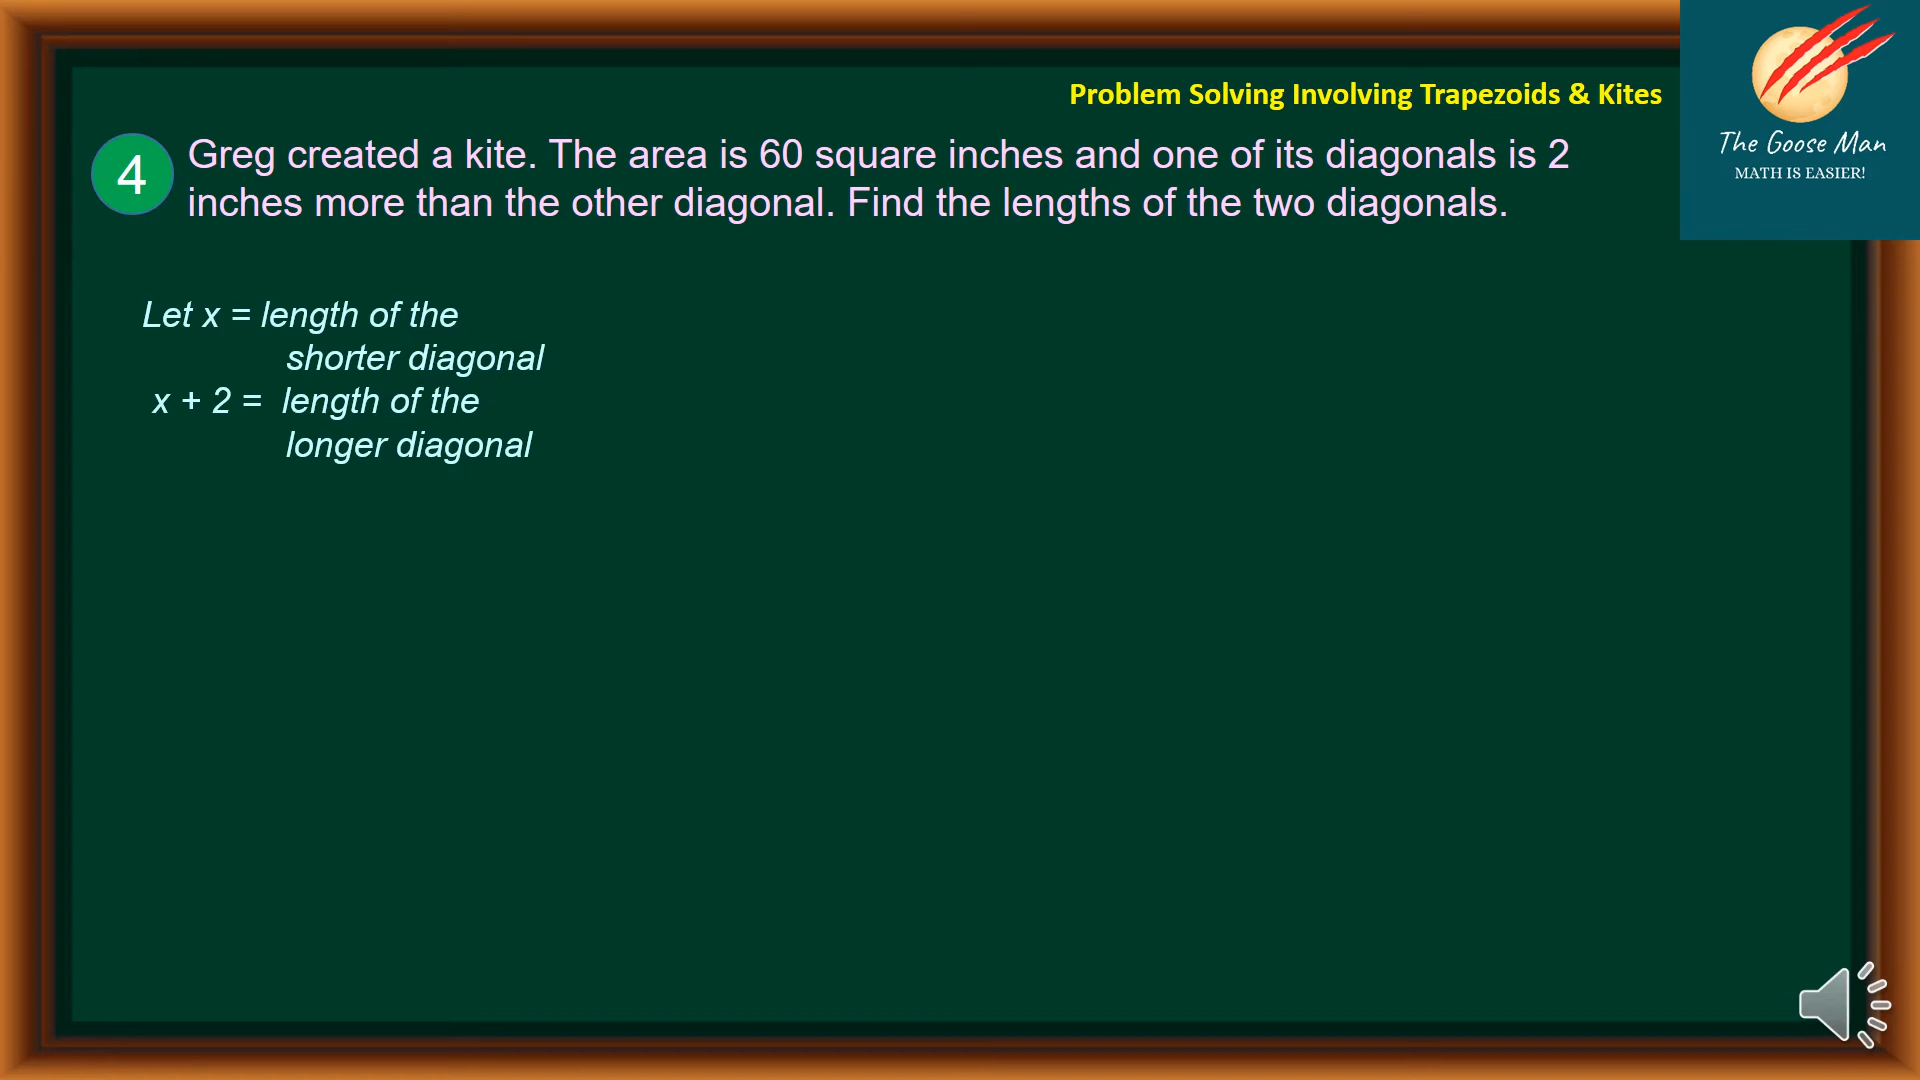 Problem Solving Involving Trapezoids & Kites
The Goose Man
MATH IS EASIER!
4
Greg created a kite. The area is 60 square inches and one of its diagonals is 2
inches more than the other diagonal. Find the lengths of the two diagonals.
Let x = length of the
shorter diagonal
x + 2 = length of the
longer diagonal